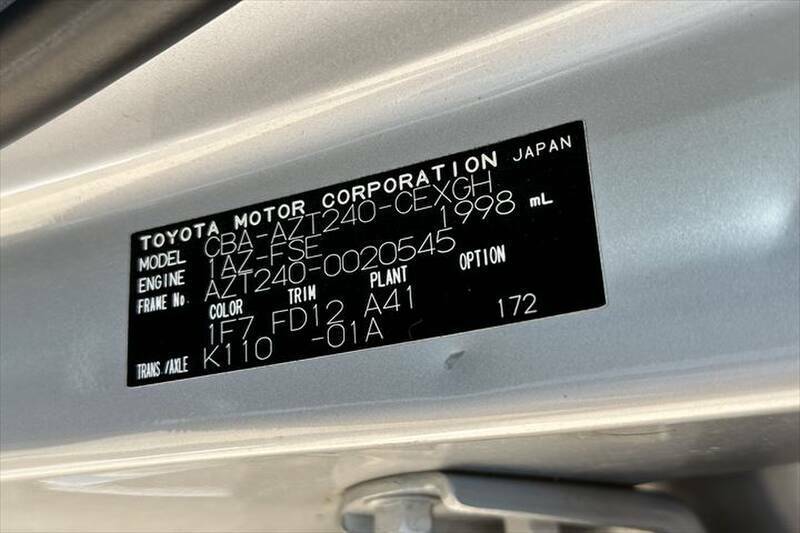 TOYOTA MOTOR CORPORATION JAPAN
MODEL CBA-AZT240-CEXGH
ENGINE 1AZ-FSE 1998 mL
FRAME No. AZT240-0020545
COLOR TRIM PLANT OPTION
1F7 FD12 A41
TRANS./AXLE K110 -01A 172